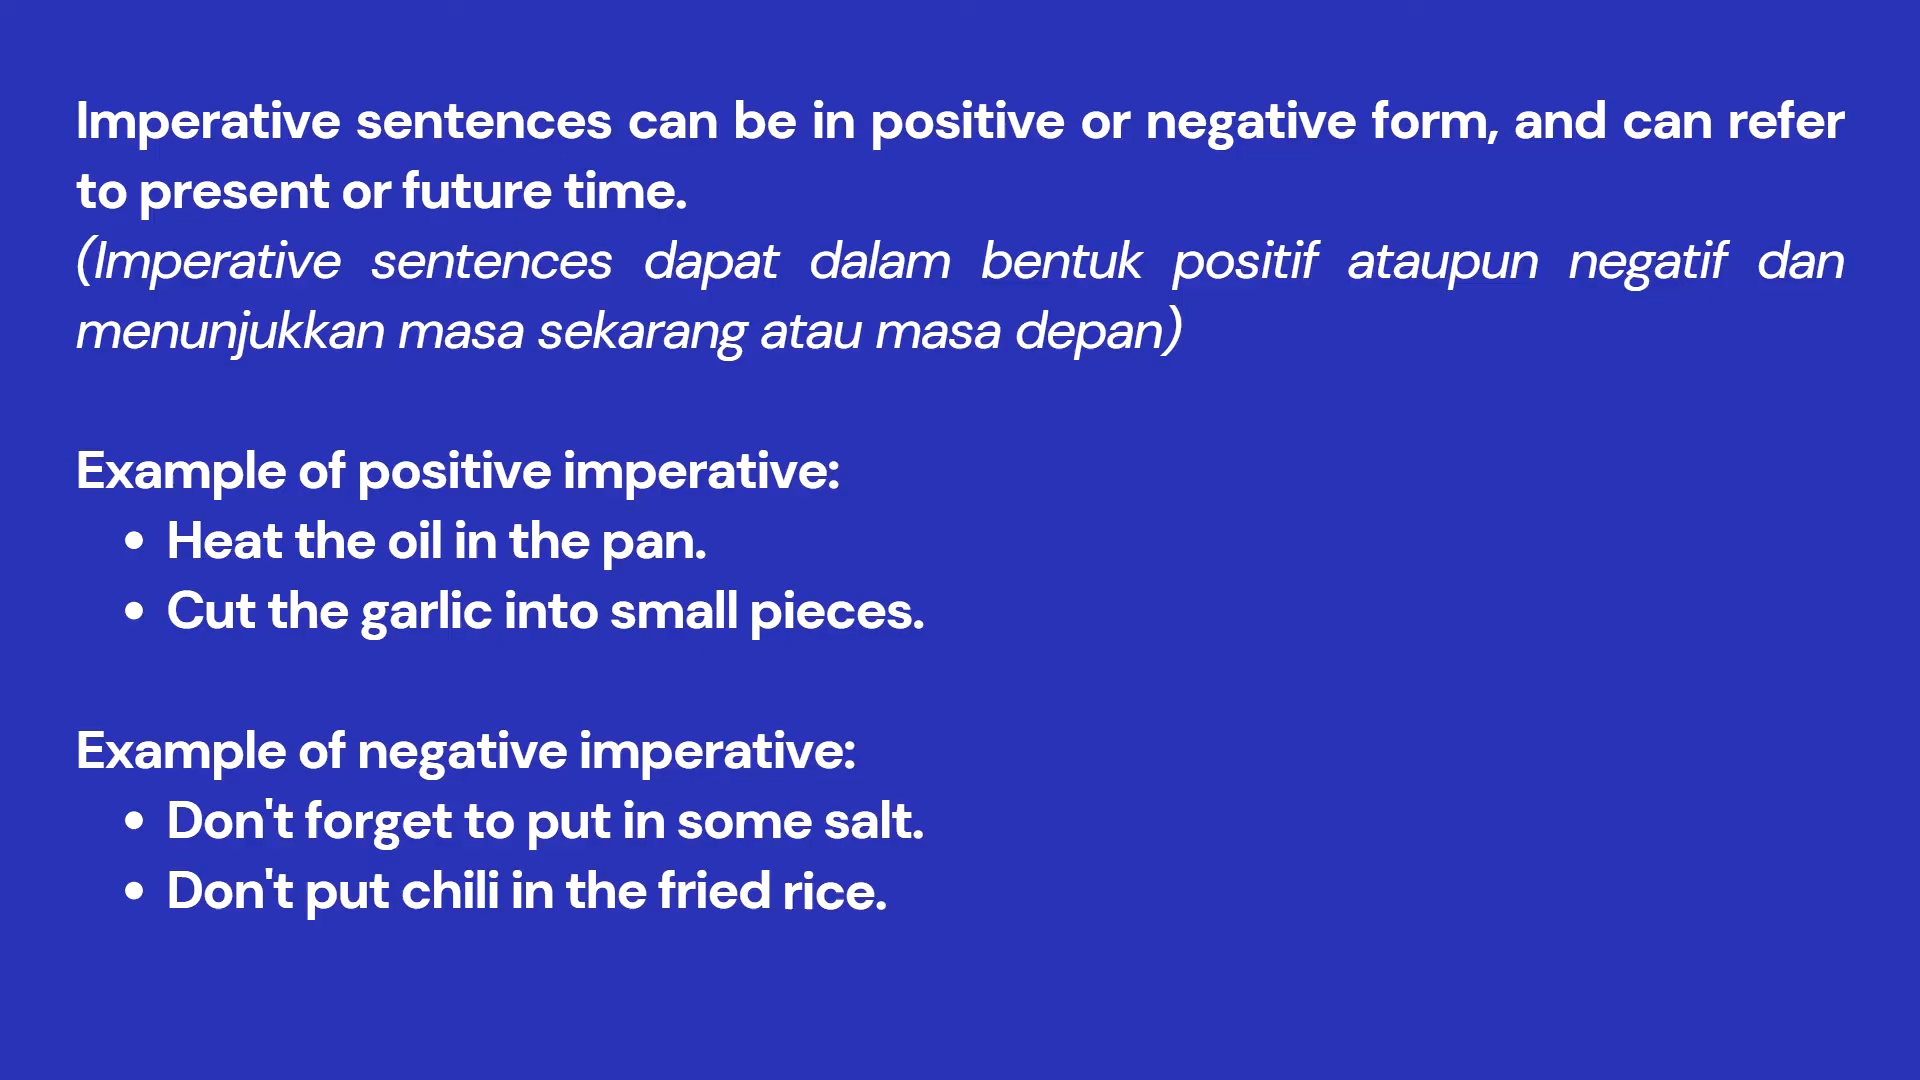 Imperative sentences can be in positive or negative form, and can refer
to present or future time.
(Imperative sentences dapat dalam bentuk positif ataupun negatif dan
menunjukkan masa sekarang atau masa depan)
Example of positive imperative:
• Heat the oil in the pan.
• Cut the garlic into small pieces.
Example of negative imperative:
• Don't forget to put in some salt.
• Don't put chili in the fried rice.